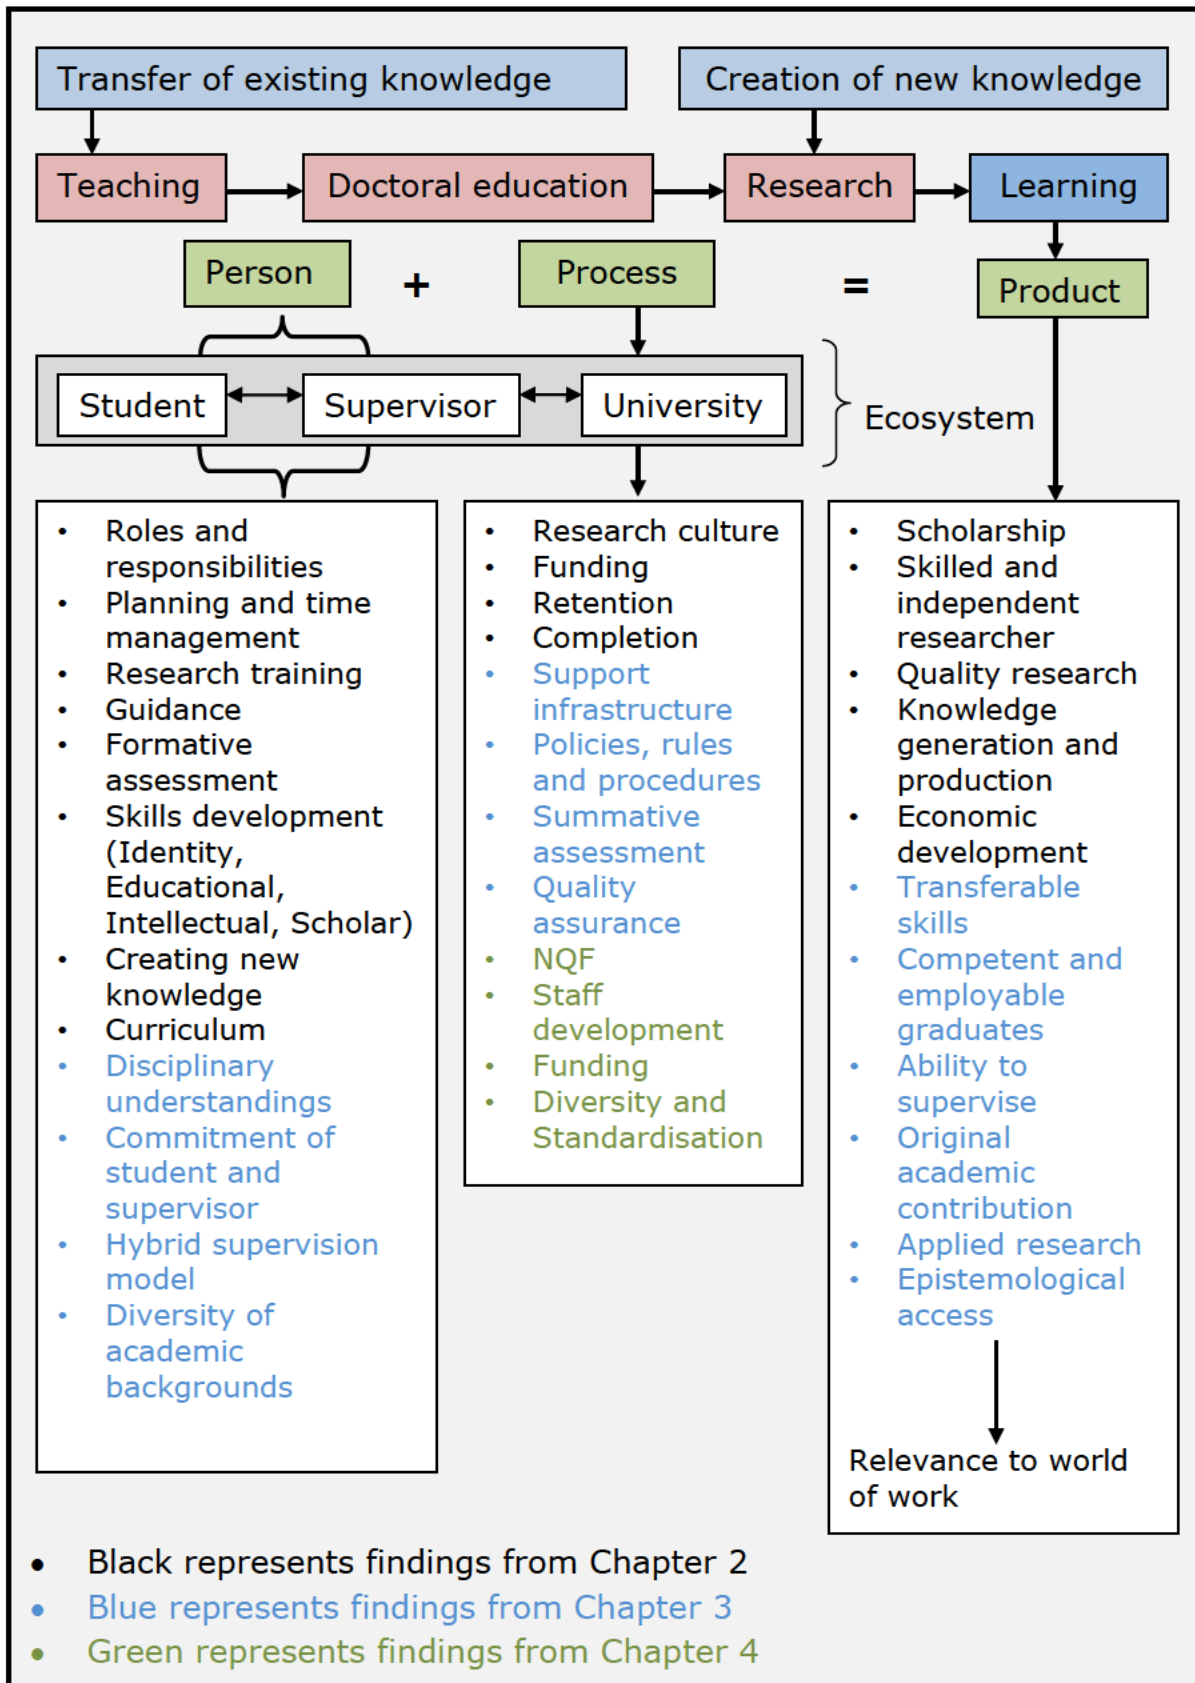 Transfer of existing knowledge
Creation of new knowledge
Teaching
Doctoral education
Research
Learning
Person
+
Process
=
Product
Student
Supervisor
University
Ecosystem
• Roles and
responsibilities
• Planning and time
management
• Research training
• Guidance
• Formative
assessment
• Skills development
(Identity,
Educational,
Intellectual, Scholar)
• Creating new
knowledge
• Curriculum
• Disciplinary
understandings
• Commitment of
student and
supervisor
• Hybrid supervision
model
• Diversity of
academic
backgrounds
• Research culture
• Funding
• Retention
• Completion
• Support
infrastructure
• Policies, rules
and procedures
• Summative
assessment
• Quality
assurance
• NQF
• Staff
development
• Funding
• Diversity and
Standardisation
• Scholarship
• Skilled and
independent
researcher
• Quality research
• Knowledge
generation and
production
• Economic
development
• Transferable
skills
• Competent and
employable
graduates
• Ability to
supervise
• Original
academic
contribution
• Applied research
• Epistemological
access
Relevance to world
of work
• Black represents findings from Chapter 2
• Blue represents findings from Chapter 3
• Green represents findings from Chapter 4